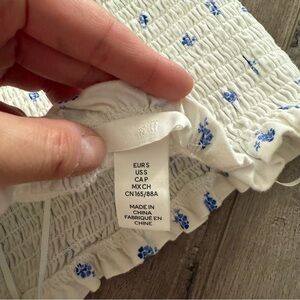 EUR S
US S
CA P
MX CH
CN 165/88A
MADE IN
CHINA
FABRIQUÉ EN
CHINE